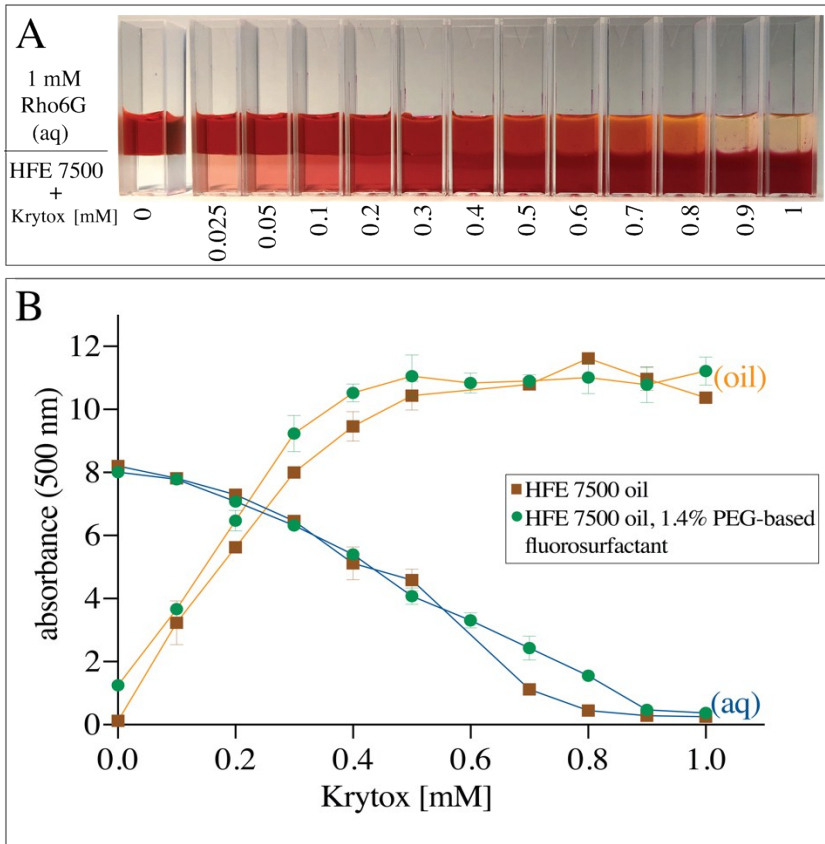 A
1 mM
Rho6G
(aq)
HFE 7500
+
Krytox [mM]
0
0.025
0.05
0.1
0.2
0.3
0.4
0.5
0.6
0.7
0.8
0.9
1
B
12
10
8
6
4
2
0
absorbance (500 nm)
(oil)
HFE 7500 oil
HFE 7500 oil, 1.4% PEG-based
fluorosurfactant
(aq)
0.0
0.2
0.4
0.6
0.8
1.0
Krytox [mM]